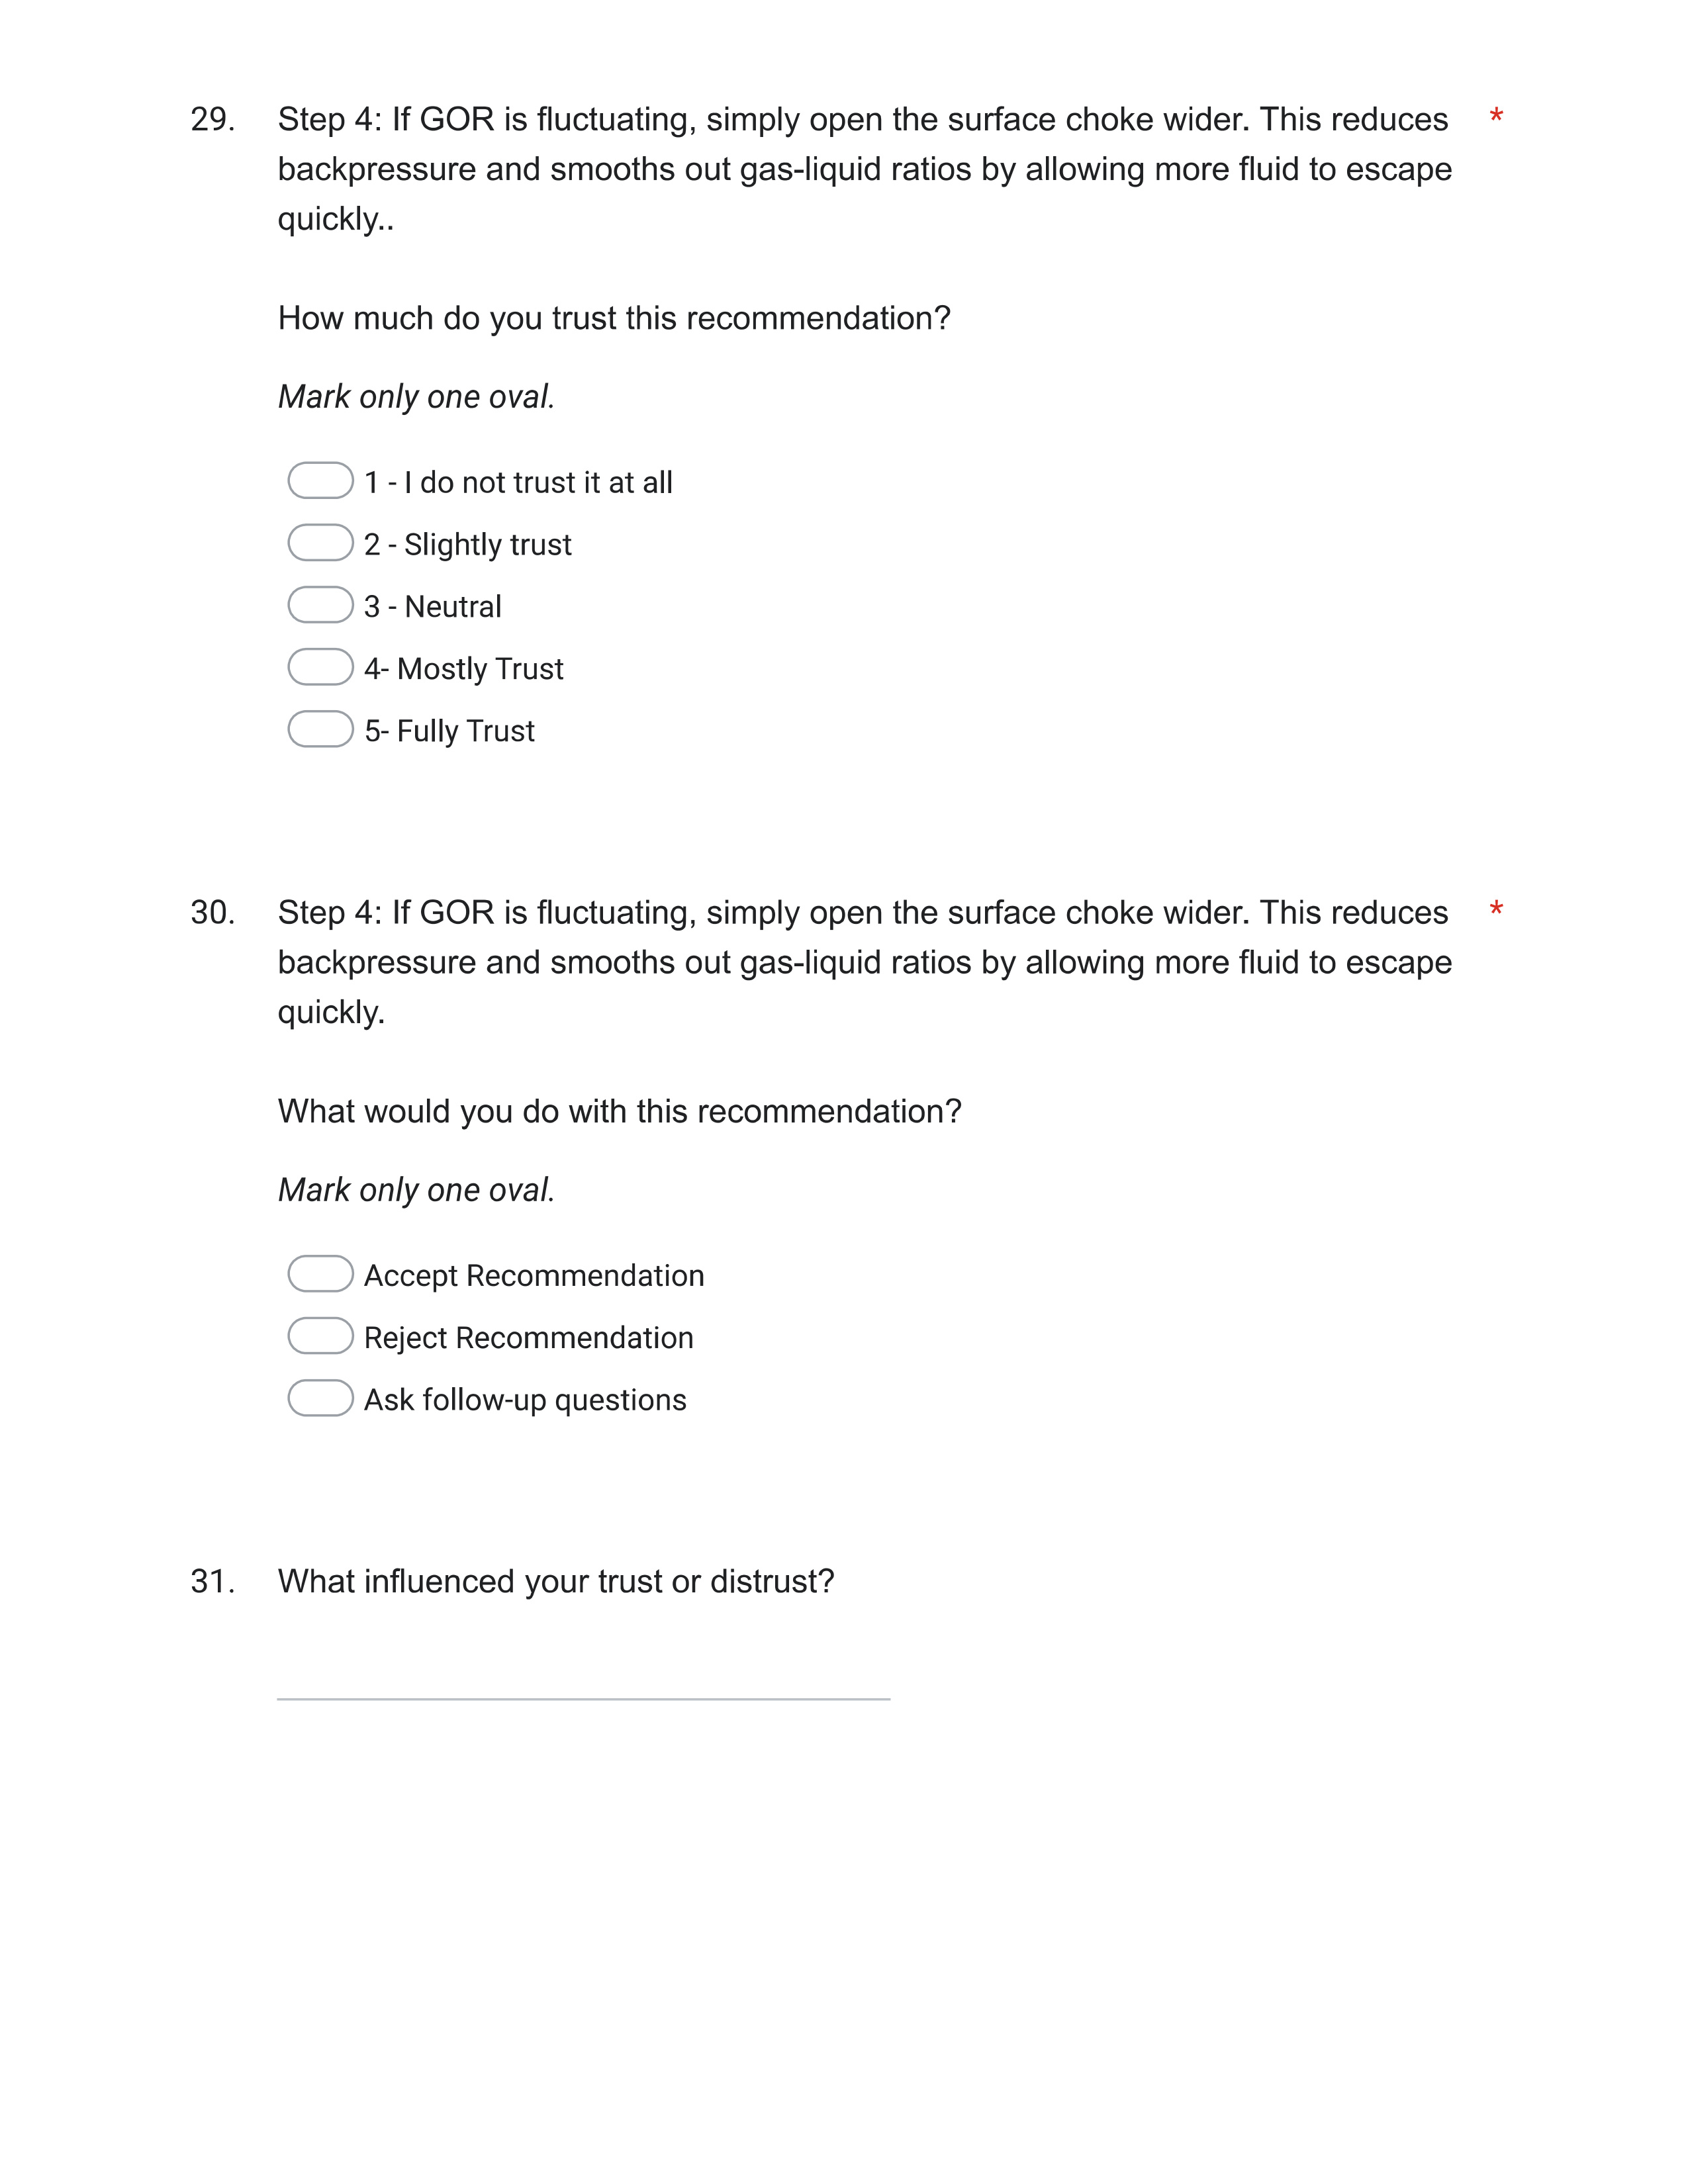 29. Step 4: If GOR is fluctuating, simply open the surface choke wider. This reduces *
backpressure and smooths out gas-liquid ratios by allowing more fluid to escape
quickly..
How much do you trust this recommendation?
Mark only one oval.
1 - I do not trust it at all
2 - Slightly trust
3 - Neutral
4- Mostly Trust
5- Fully Trust
30. Step 4: If GOR is fluctuating, simply open the surface choke wider. This reduces *
backpressure and smooths out gas-liquid ratios by allowing more fluid to escape
quickly.
What would you do with this recommendation?
Mark only one oval.
Accept Recommendation
Reject Recommendation
Ask follow-up questions
31. What influenced your trust or distrust?